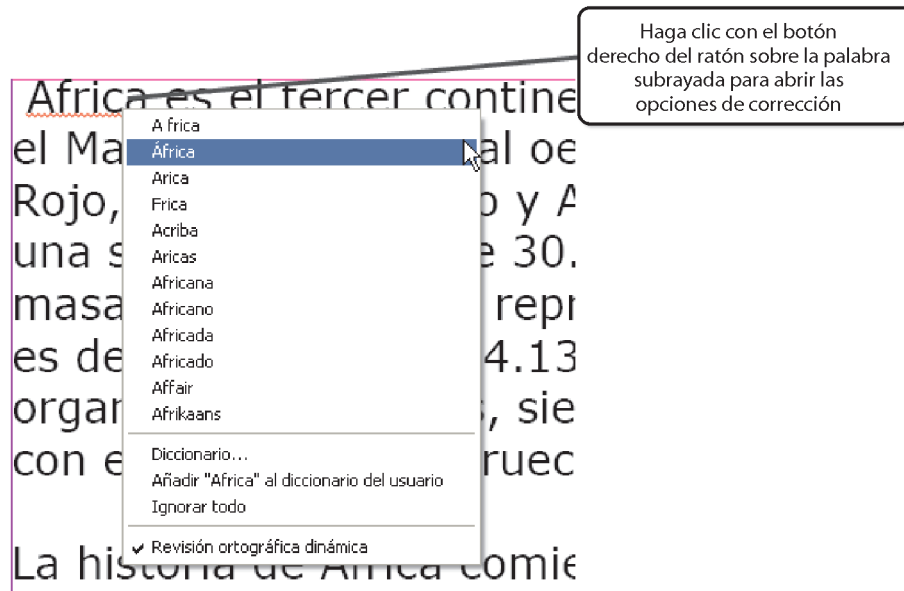 Haga clic con el botón
derecho del ratón sobre la palabra
subrayada para abrir las
opciones de corrección
Africa es el tercer contine
el Ma al oe
Rojo, o y A
una s e 30.
masa repr
es de 4.13
organ , sie
con e ruec
La historia de Africa comie
A frica
África
Arica
Frica
Acriba
Aricas
Africana
Africano
Africada
Africado
Affair
Afrikaans
Diccionario...
Añadir "Africa" al diccionario del usuario
Ignorar todo
✓ Revisión ortográfica dinámica